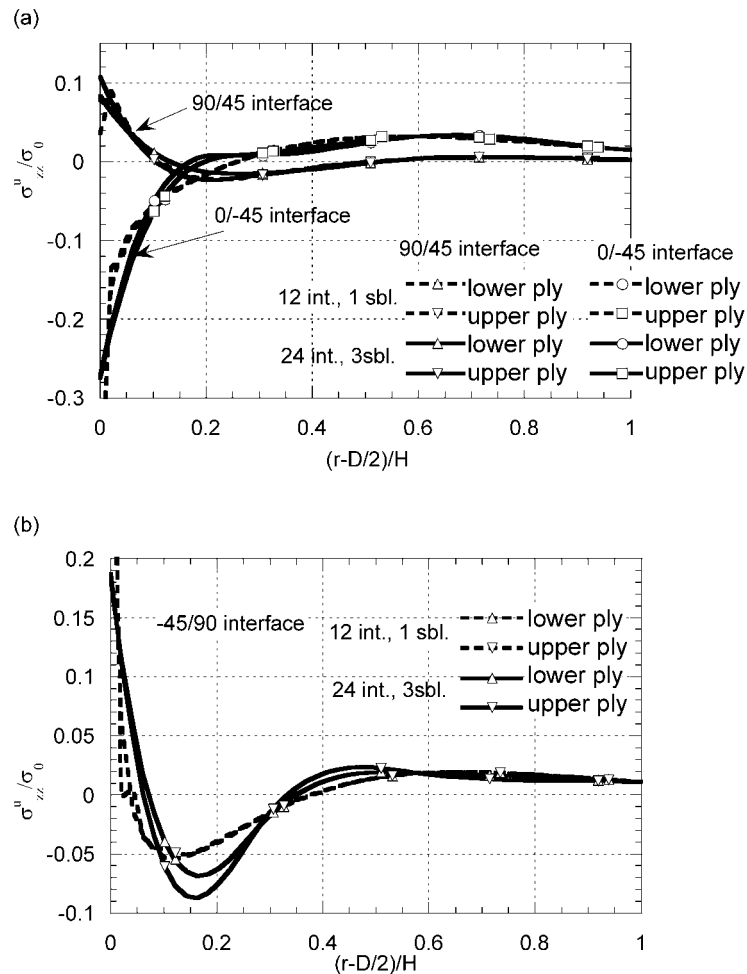 (a)
0.1
0
-0.1
-0.2
-0.3
σᵘzz/σ0
90/45 interface
0/-45 interface
90/45 interface 0/-45 interface
12 int., 1 sbl.
lower ply lower ply
upper ply upper ply
24 int., 3sbl.
lower ply lower ply
upper ply upper ply
0 0.2 0.4 0.6 0.8 1
(r-D/2)/H
(b)
0.2
0.15
0.1
0.05
0
-0.05
-0.1
σᵘzz/σ0
-45/90 interface
12 int., 1 sbl.
lower ply
upper ply
24 int., 3sbl.
lower ply
upper ply
0 0.2 0.4 0.6 0.8 1
(r-D/2)/H